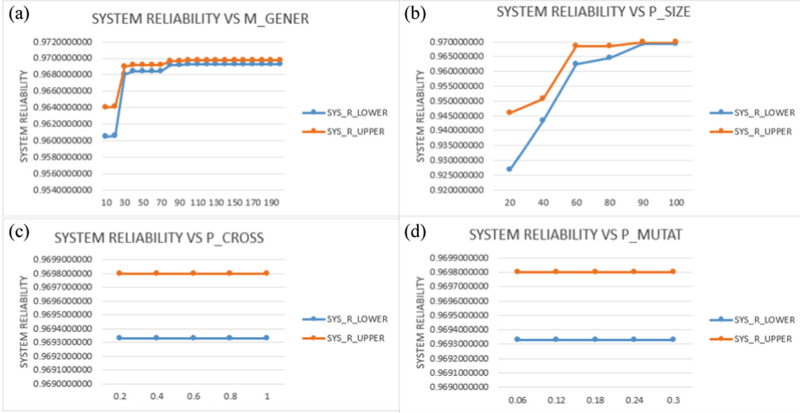 (a)
SYSTEM RELIABILITY VS M_GENER
SYSTEM RELIABILITY
0.9720000000
0.9700000000
0.9680000000
0.9660000000
0.9640000000
0.9620000000
0.9600000000
0.9580000000
0.9560000000
0.9540000000
10 30 50 70 90 110 130 150 170 190
SYS_R_LOWER
SYS_R_UPPER
(b)
SYSTEM RELIABILITY VS P_SIZE
SYSTEM RELIABILITY
0.970000000
0.965000000
0.960000000
0.955000000
0.950000000
0.945000000
0.940000000
0.935000000
0.930000000
0.925000000
0.920000000
20 40 60 80 90 100
SYS_R_LOWER
SYS_R_UPPER
(c)
SYSTEM RELIABILITY VS P_CROSS
SYSTEM RELIABILITY
0.9699000000
0.9698000000
0.9697000000
0.9696000000
0.9695000000
0.9694000000
0.9693000000
0.9692000000
0.9691000000
0.9690000000
0.2 0.4 0.6 0.8 1
SYS_R_LOWER
SYS_R_UPPER
(d)
SYSTEM RELIABILITY VS P_MUTAT
SYSTEM RELIABILITY
0.9699000000
0.9698000000
0.9697000000
0.9696000000
0.9695000000
0.9694000000
0.9693000000
0.9692000000
0.9691000000
0.9690000000
0.06 0.12 0.18 0.24 0.3
SYS_R_LOWER
SYS_R_UPPER